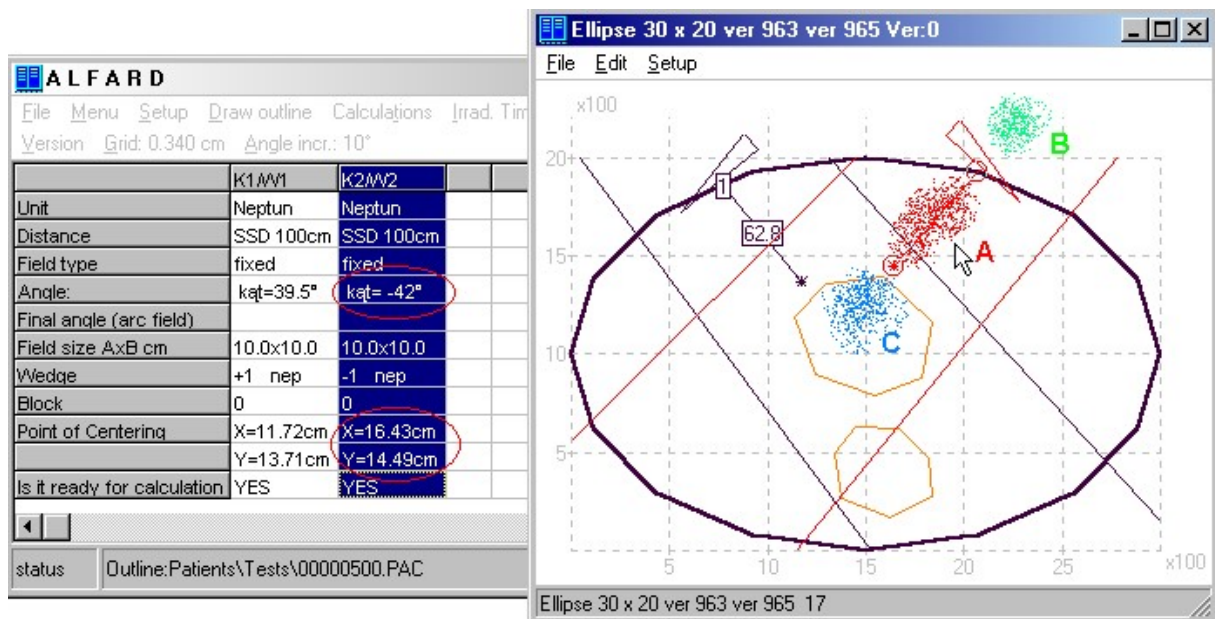 ALFARD
File Menu Setup Draw outline Calculations Irrad. Tim
Version Grid: 0.340 cm Angle incr.: 10°
K1/W1 K2/W2
Unit Neptun Neptun
Distance SSD 100cm SSD 100cm
Field type fixed fixed
Angle: kąt=39.5° kąt= -42°
Final angle (arc field)
Field size AxB cm 10.0x10.0 10.0x10.0
Wedge +1 nep -1 nep
Block 0 0
Point of Centering X=11.72cm X=16.43cm
Y=13.71cm Y=14.49cm
Is it ready for calculation YES YES
status Outline:Patients\Tests\00000500.PAC
Ellipse 30 x 20 ver 963 ver 965 Ver:0
File Edit Setup
x100
B
20
1
62.8
A
15
C
10
5
5 10 15 20 25 x100
Ellipse 30 x 20 ver 963 ver 965 17